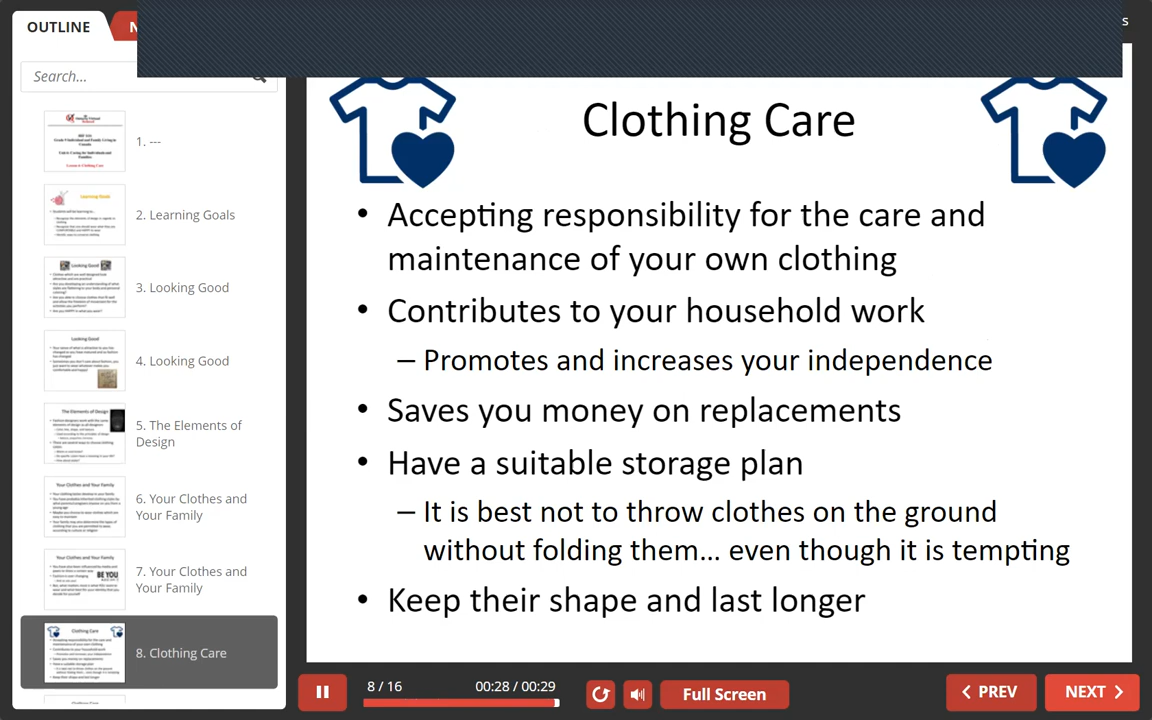 OUTLINE
N
s
Search...
1. ---
2. Learning Goals
3. Looking Good
4. Looking Good
5. The Elements of
Design
6. Your Clothes and
Your Family
7. Your Clothes and
Your Family
8. Clothing Care
Clothing Care
• Accepting responsibility for the care and
maintenance of your own clothing
• Contributes to your household work
– Promotes and increases your independence
• Saves you money on replacements
• Have a suitable storage plan
– It is best not to throw clothes on the ground
without folding them... even though it is tempting
• Keep their shape and last longer
8 / 16
00:28 / 00:29
Full Screen
PREV
NEXT